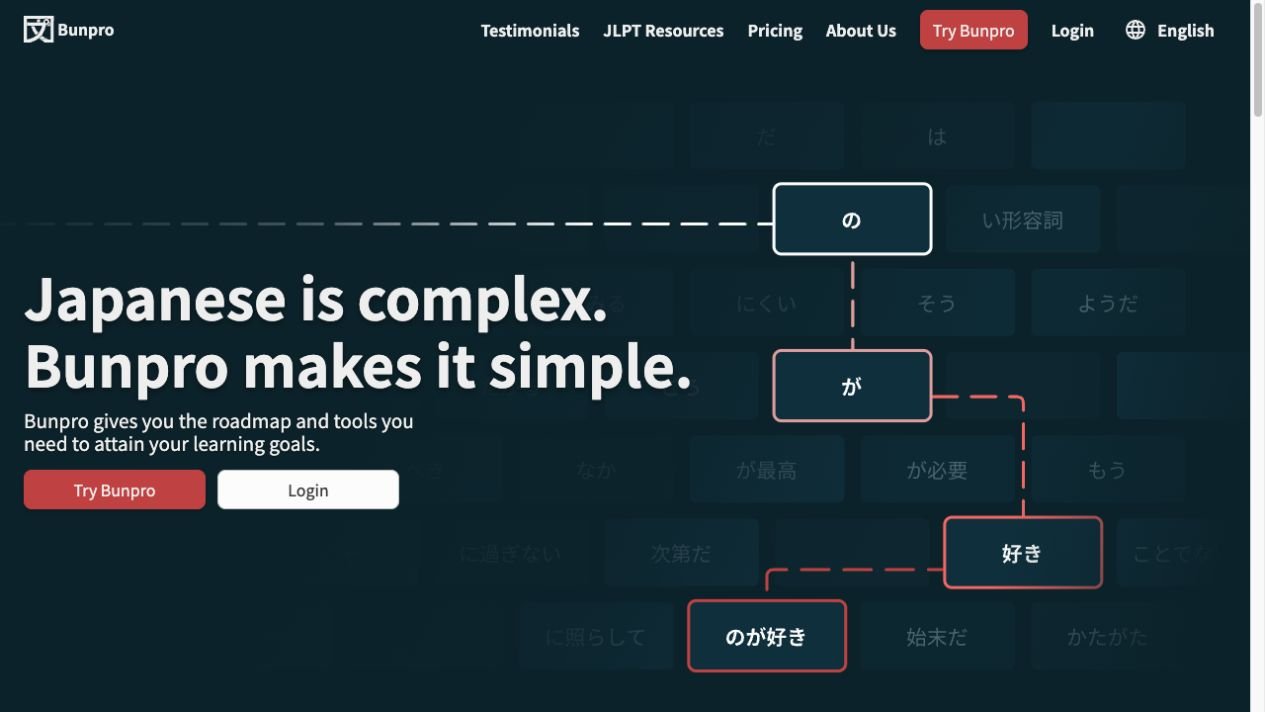 文 Bunpro
Testimonials JLPT Resources Pricing About Us Try Bunpro Login English
だ は
の い形容詞
Japanese is complex.
にくい そう ようだ
Bunpro makes it simple.
が
Bunpro gives you the roadmap and tools you
need to attain your learning goals.
なか が最高 が必要 もう
Try Bunpro Login
に過ぎない 次第だ 好き
に照らして のが好き 始末だ かたがた